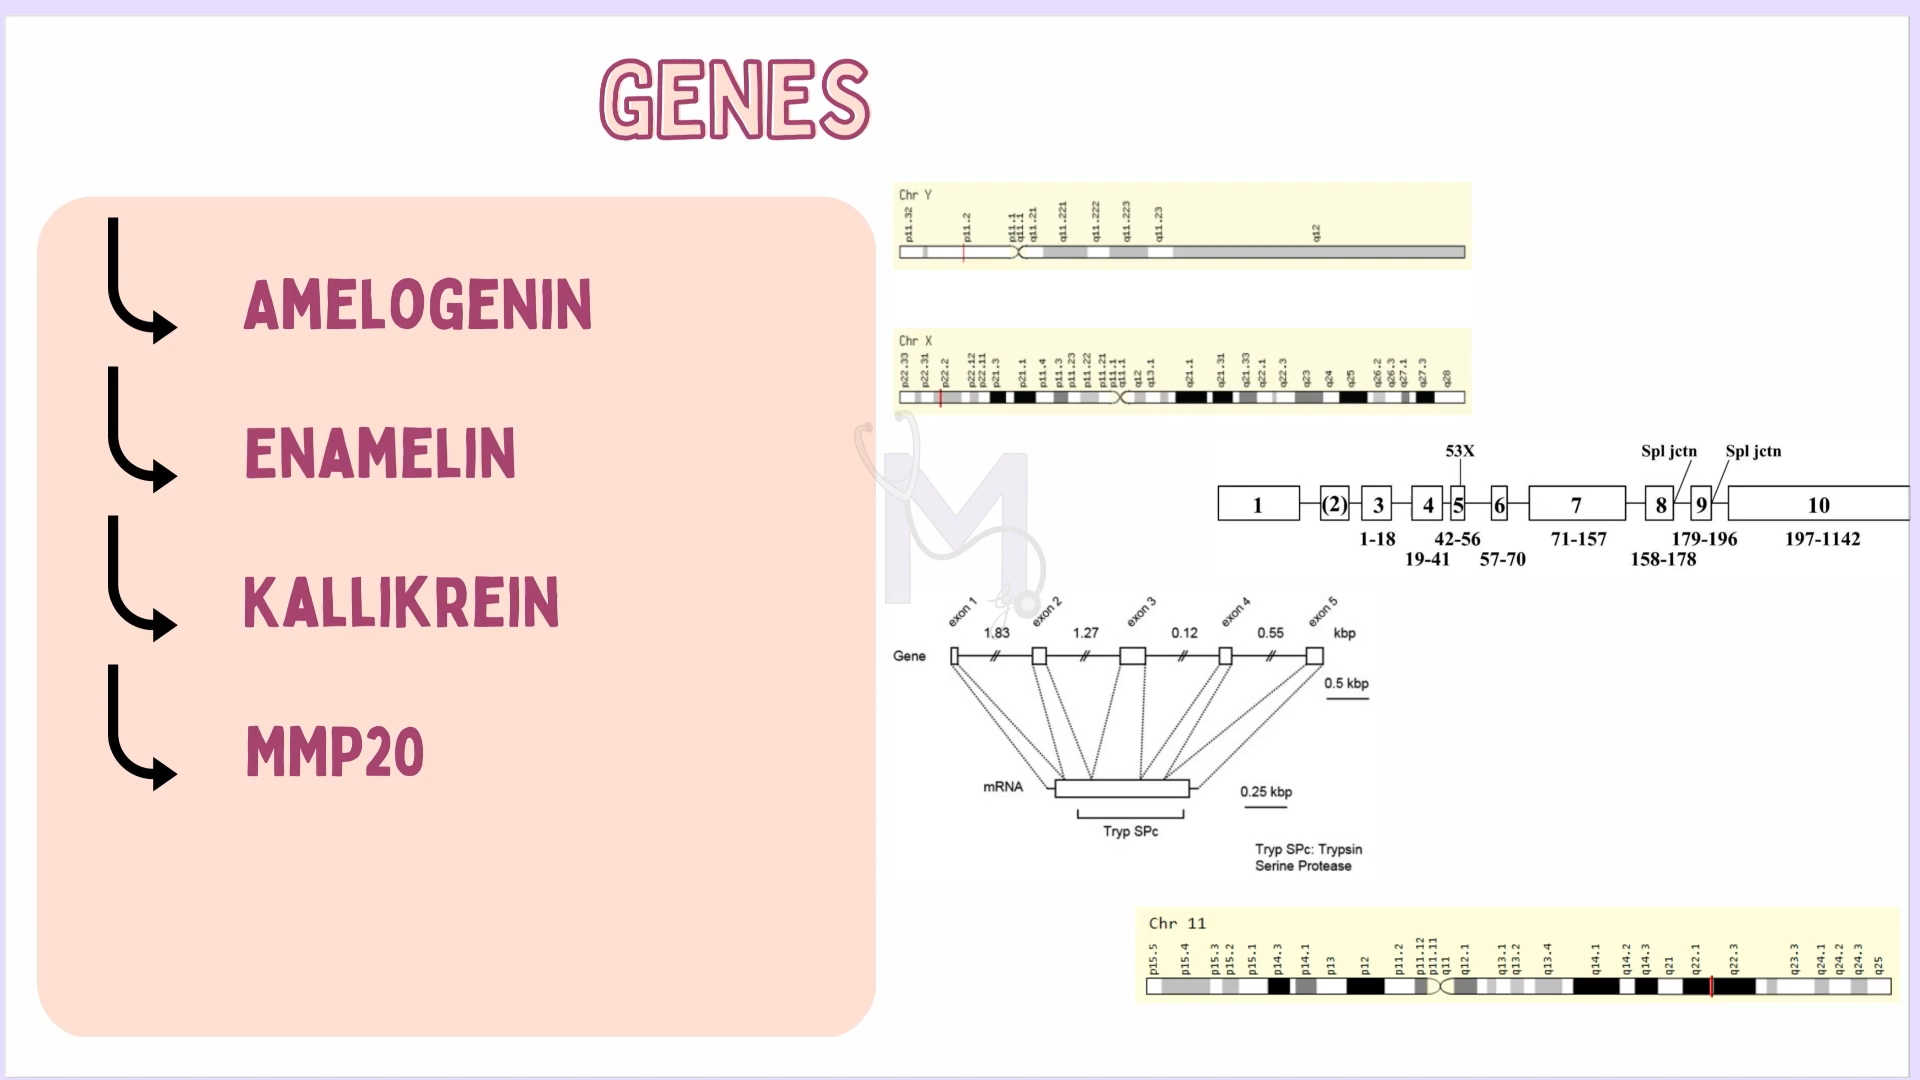 GENES
AMELOGENIN
ENAMELIN
KALLIKREIN
MMP20
Chr Y
p11.32 p11.2 p11.1 q11.1 q11.21 q11.221 q11.222 q11.223 q11.23 q12
Chr X
p22.33 p22.31 p22.2 p22.12 p22.11 p21.3 p21.1 p11.4 p11.3 p11.23 p11.22 p11.21 p11.1 q11.1 q12 q13.1 q21.1 q21.31 q21.33 q22.1 q22.3 q23 q24 q25 q26.2 q26.3 q27.1 q27.3 q28
53X Spl jctn Spl jctn
1 (2) 3 4 5 6 7 8 9 10
1-18 42-56 71-157 179-196 197-1142
19-41 57-70 158-178
exon 1 exon 2 exon 3 exon 4 exon 5
1.83 1.27 0.12 0.55 kbp
Gene
0.5 kbp
mRNA
0.25 kbp
Tryp SPc
Tryp SPc: Trypsin
Serine Protease
Chr 11
p15.5 p15.4 p15.3 p15.2 p15.1 p14.3 p14.1 p13 p12 p11.2 p11.12 p11.11 q11 q12.1 q13.1 q13.2 q13.4 q14.1 q14.2 q14.3 q21 q22.1 q22.3 q23.3 q24.1 q24.2 q24.3 q25